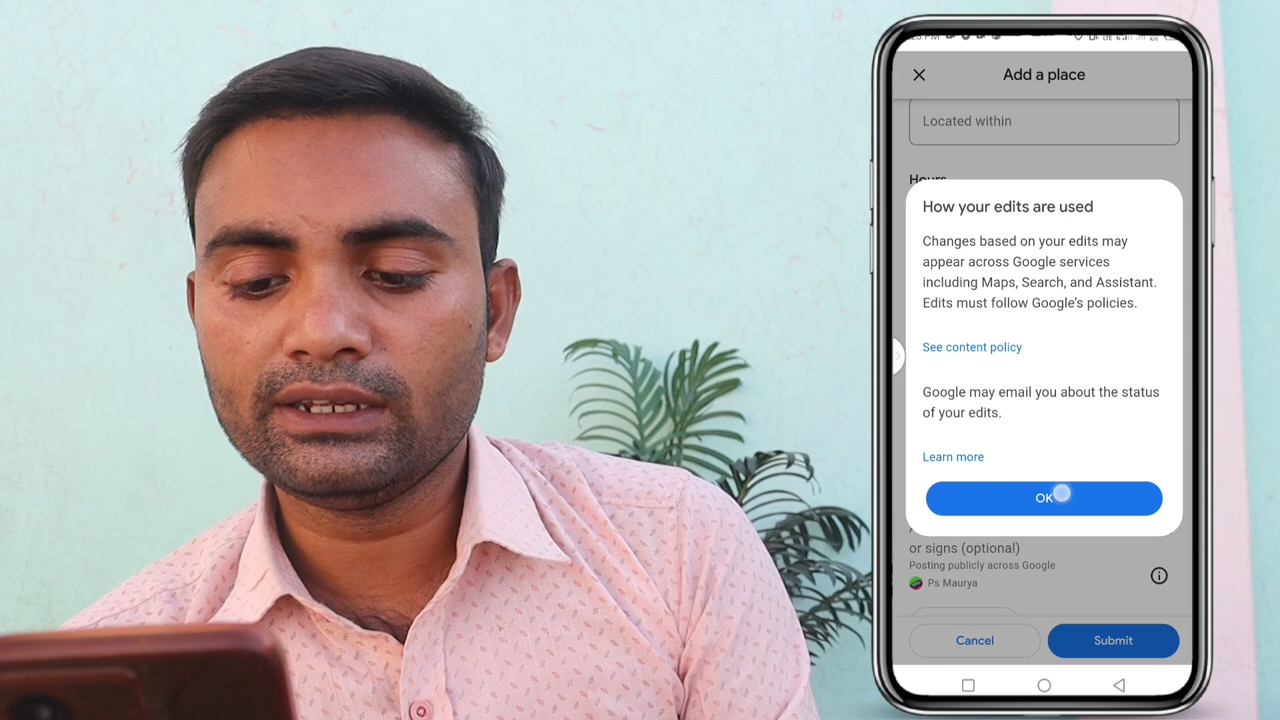 Add a place
Located within
Hours
How your edits are used
Changes based on your edits may
appear across Google services
including Maps, Search, and Assistant.
Edits must follow Google's policies.
See content policy
Google may email you about the status
of your edits.
Learn more
OK
or signs (optional)
Posting publicly across Google
Ps Maurya
Cancel
Submit